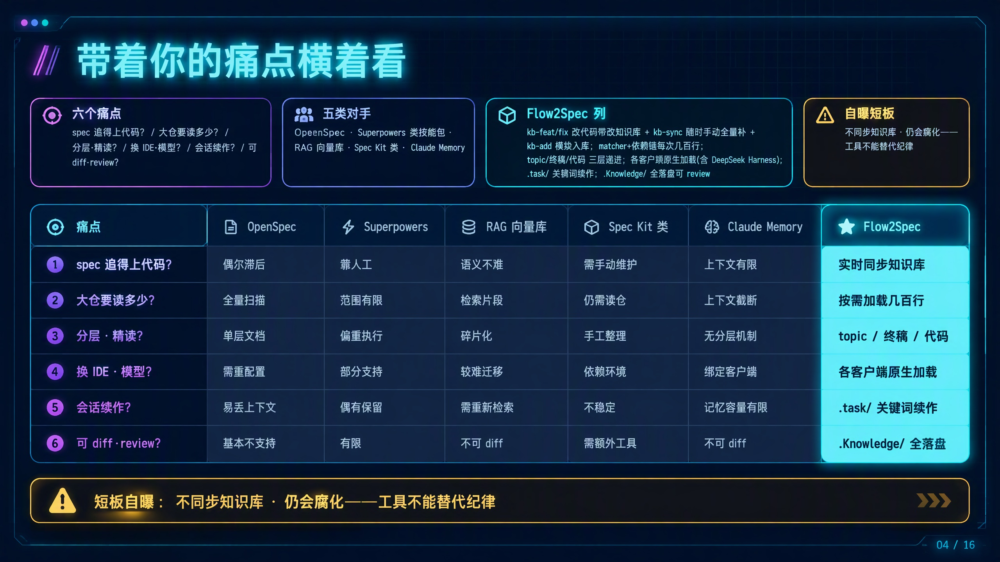 带着你的痛点横着看
六个痛点
spec 追得上代码? / 大仓要读多少? /
分层·精读? / 换 IDE·模型? / 会话续作? / 可
diff-review?
五类对手
OpeenSpec · Superpowers 类按能包 ·
RAG 向量库 · Spec Kit 类 · Claude Memory
Flow2Spec 列
kb-feat/fix 改代码带改知识库 + kb-sync 随时手动全量朴 +
kb-add 模块入库; matcher+依赖链每次几百行;
topic/终稿/代码 三层递进; 各客户端原生加载(含 DeepSeek Harness);
.task/ 关键词续作; .Knowledge/ 全落盘可 review
自曝短板
不同步知识库 · 仍会腐化——
工具不能替代纪律
痛点 OpenSpec Superpowers RAG 向量库 Spec Kit 类 Claude Memory Flow2Spec
1 spec 追得上代码? 偶尔滞后 靠人工 语义不难 需手动维护 上下文有限 实时同步知识库
2 大仓要读多少? 全量扫描 范围有限 检索片段 仍需读仓 上下文截断 按需加载几百行
3 分层 · 精读? 单层文档 偏重执行 碎片化 手工整理 无分层机制 topic / 终稿 / 代码
4 换 IDE · 模型? 需重配置 部分支持 较难迁移 依赖环境 绑定客户端 各客户端原生加载
5 会话续作? 易丢上下文 偶有保留 需重新检索 不稳定 记忆容量有限 .task/ 关键词续作
6 可 diff·review? 基本不支持 有限 不可 diff 需额外工具 不可 diff .Knowledge/ 全落盘
短板自曝: 不同步知识库 · 仍会腐化——工具不能替代纪律
04 / 16